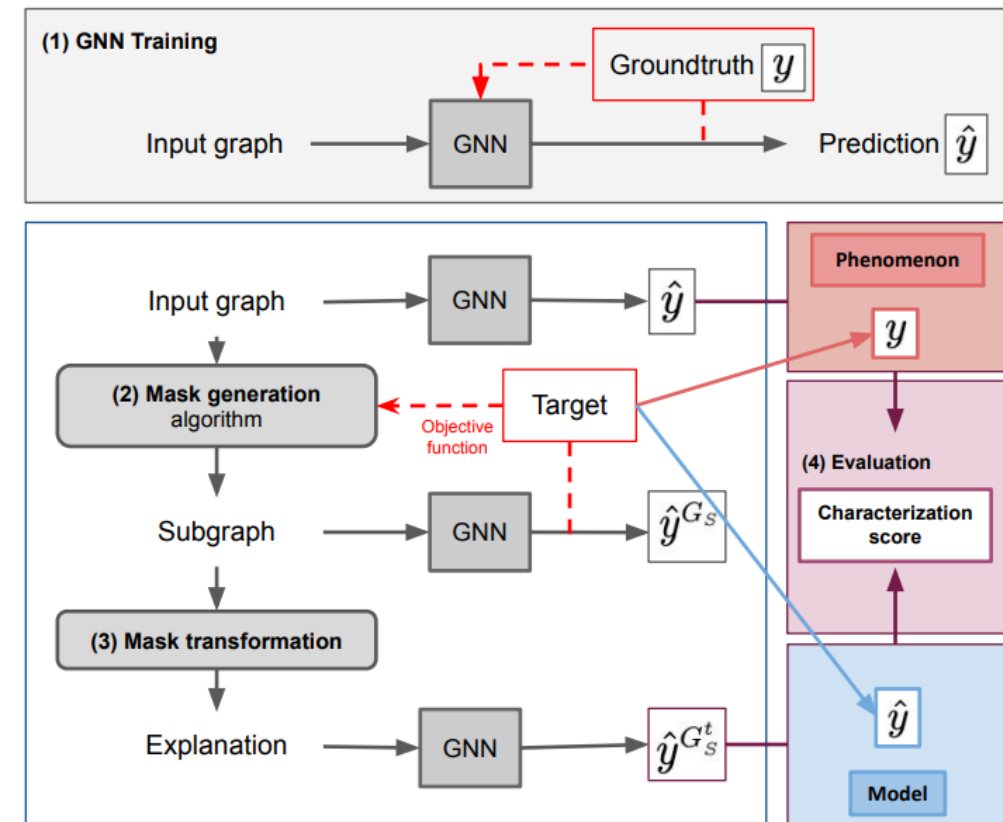 (1) GNN Training
Groundtruth y
Input graph
GNN
Prediction ŷ
Input graph
GNN
ŷ
Phenomenon
y
(2) Mask generation
algorithm
Objective
function
Target
(4) Evaluation
Characterization
score
Subgraph
GNN
ŷ^{G_S}
(3) Mask transformation
Explanation
GNN
ŷ^{G_S^t}
ŷ
Model